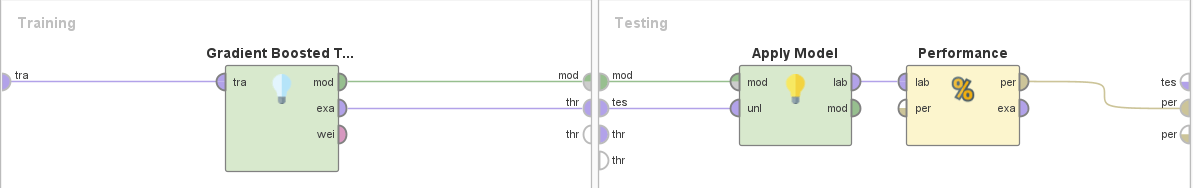 Training
Testing
Gradient Boosted T...
Apply Model
Performance
tra
tra
mod
mod
mod
mod
lab
lab
per
tes
exa
thr
tes
unl
mod
per
exa
per
wei
thr
thr
per
thr
%